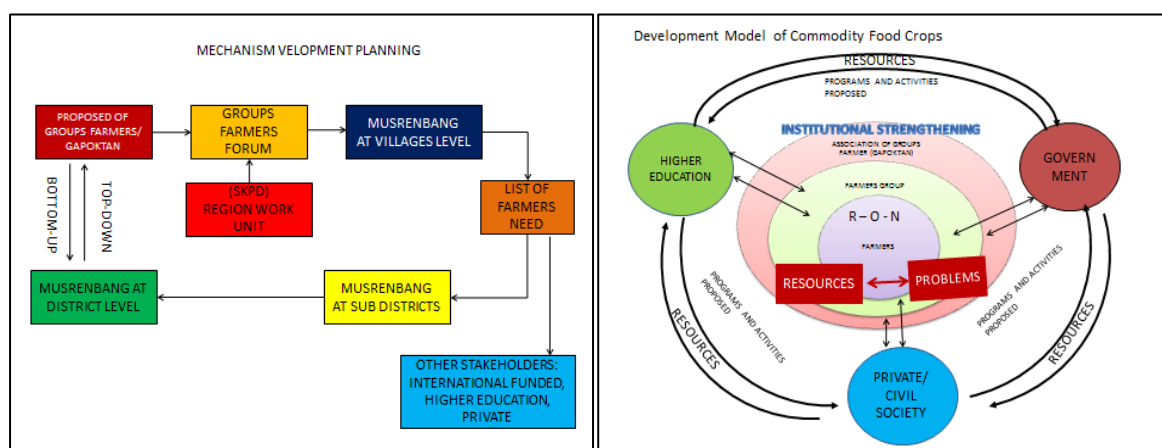 MECHANISM VELOPMENT PLANNING
PROPOSED OF
GROUPS FARMERS/
GAPOKTAN
GROUPS
FARMERS
FORUM
MUSRENBANG
AT VILLAGES LEVEL
(SKPD)
REGION WORK
UNIT
LIST OF
FARMERS
NEED
BOTTOM-UP
TOP-DOWN
MUSRENBANG AT
DISTRICT LEVEL
MUSRENBANG
AT SUB DISTRICTS
OTHER STAKEHOLDERS:
INTERNATIONAL FUNDED,
HIGHER EDUCATION,
PRIVATE
Development Model of Commodity Food Crops
RESOURCES
PROGRAMS AND ACTIVITIES
PROPOSED
INSTITUTIONAL STRENGTHENING
ASSOCIATION OF GROUPS
FARMER (GAPOKTAN)
HIGHER
EDUCATION
GOVERN
MENT
FARMERS GROUP
R – O - N
FARMERS
RESOURCES
PROBLEMS
PROGRAMS AND ACTIVITIES
PROPOSED
RESOURCES
PROGRAMS AND ACTIVITIES
PROPOSED
RESOURCES
PRIVATE/
CIVIL
SOCIETY